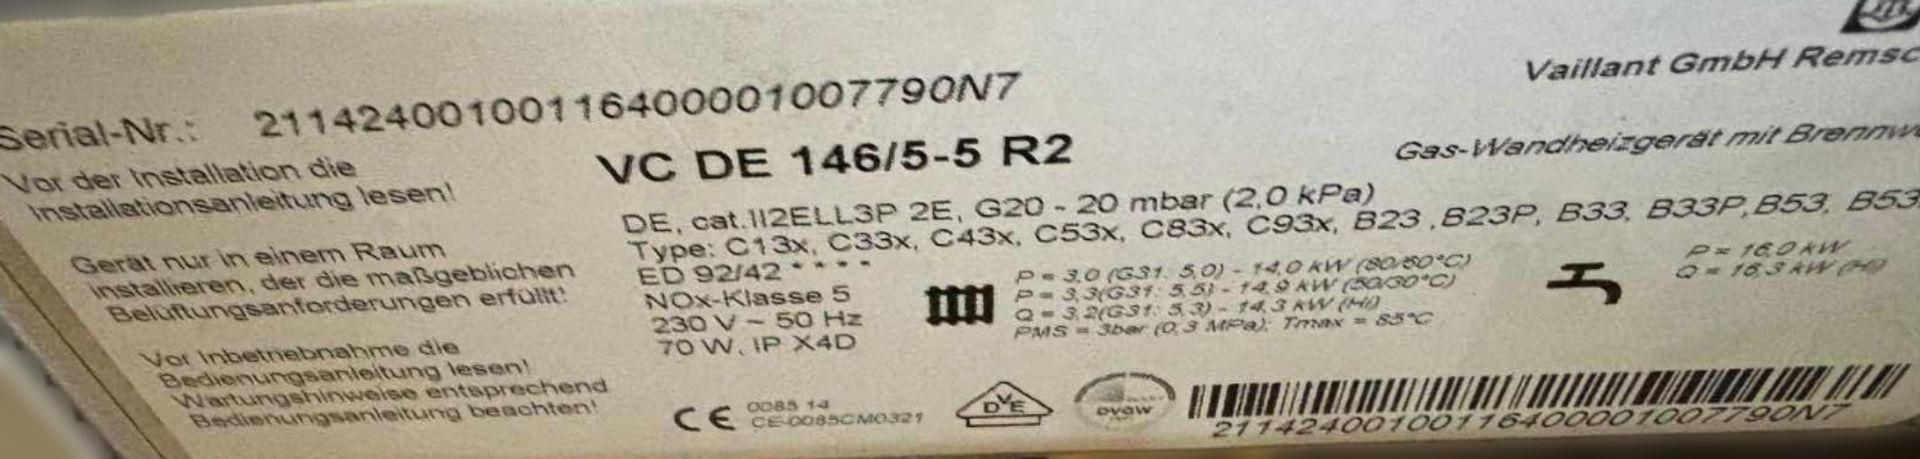 Vaillant GmbH
Serial-Nr.: 21142400100116400001007790N7
VC DE 146/5-5 R2
Gas-Wandheizgerät mit
Vor der Installation die
Installationsanleitung lesen!
Gerät nur in einem Raum
installieren, der die maßgeblichen
Belüftungsanforderungen erfüllt!
Vor Inbetriebnahme die
Bedienungsanleitung lesen!
Wartungshinweise entsprechend
Bedienungsanleitung beachten!
DE, cat.II2ELL3P 2E, G20 - 20 mbar (2,0 kPa)
Type: C13x, C33x, C43x, C53x, C83x, C93x, B23 ,B23P, B33, B33P,B53, B53
ED 92/42 * * * *
NOx-Klasse 5
230 V ~ 50 Hz
70 W, IP X4D
P = 3,0 (G31: 5,0) - 14,0 kW (80/60°C)
P = 3,3(G31: 5,5) - 14,9 kW (50/30°C)
Q = 3,2(G31: 5,3) - 14,3 kW (Hi)
PMS = 3bar (0,3 MPa); Tmax = 85°C
P = 16,0 kW
Q = 16,3 kW (Hi)
CE 0085 14
CE-0085CM0321
DVE
DVGW
21142400100116400001007790N7